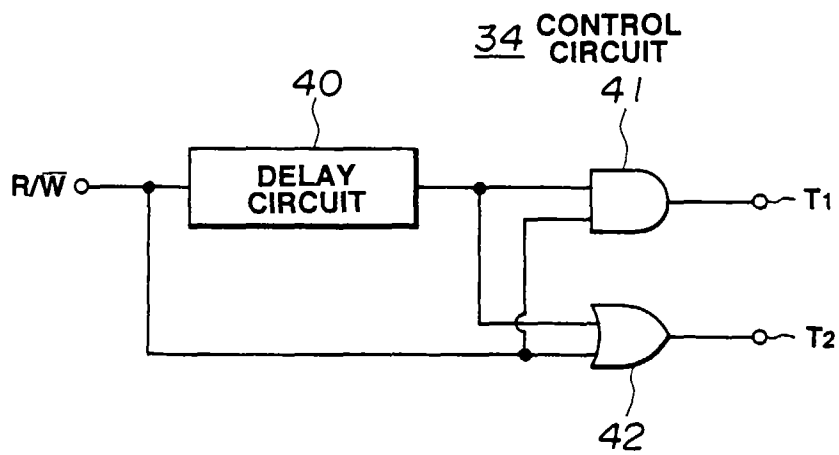 34 CONTROL
CIRCUIT
40
41
R/W̅
DELAY
CIRCUIT
T1
T2
42